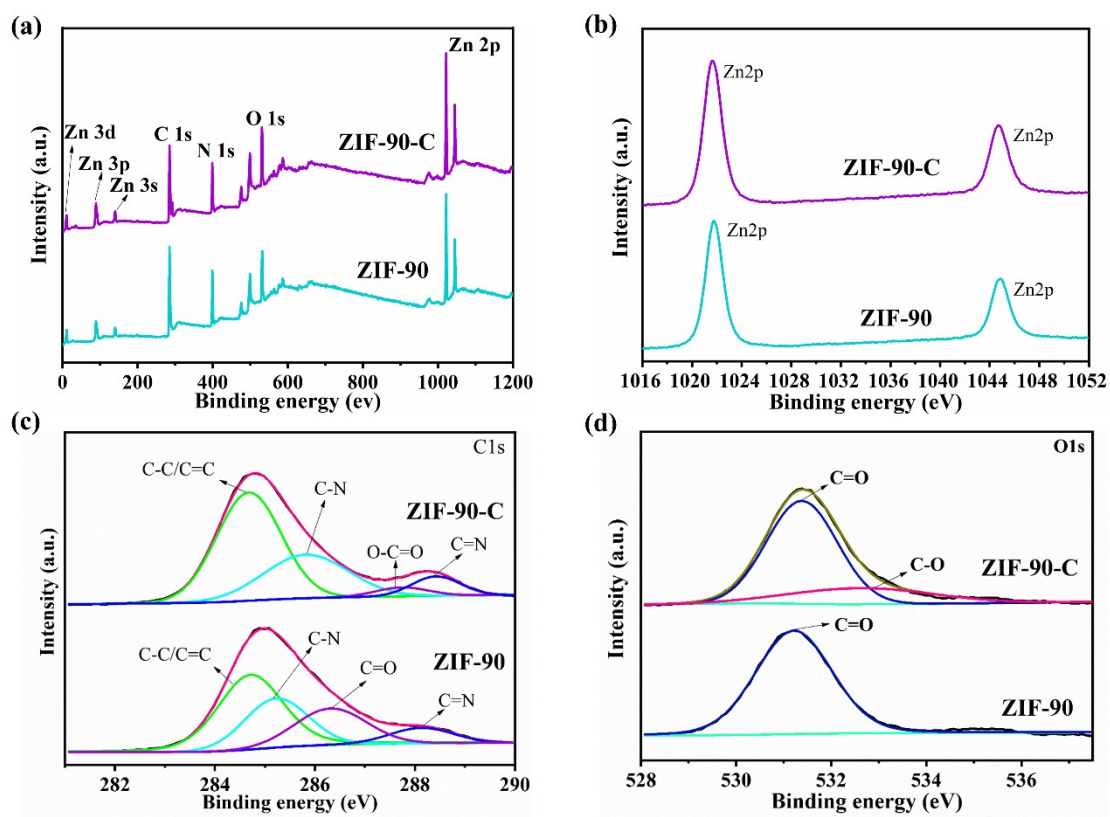 (a)
Zn 2p
O 1s
C 1s
N 1s
Zn 3d
Zn 3p
Zn 3s
ZIF-90-C
ZIF-90
Intensity (a.u.)
0 200 400 600 800 1000 1200
Binding energy (ev)
(b)
Zn2p
Zn2p
ZIF-90-C
Zn2p
Zn2p
ZIF-90
Intensity (a.u.)
1016 1020 1024 1028 1032 1036 1040 1044 1048 1052
Binding energy (eV)
(c)
C1s
C-C/C=C
C-N
ZIF-90-C
O-C=O
C=N
C-N
ZIF-90
C-C/C=C
C=O
C=N
Intensity (a.u.)
282 284 286 288 290
Binding energy (eV)
(d)
O1s
C=O
C-O
ZIF-90-C
C=O
ZIF-90
Intensity (a.u.)
528 530 532 534 536
Binding energy (eV)